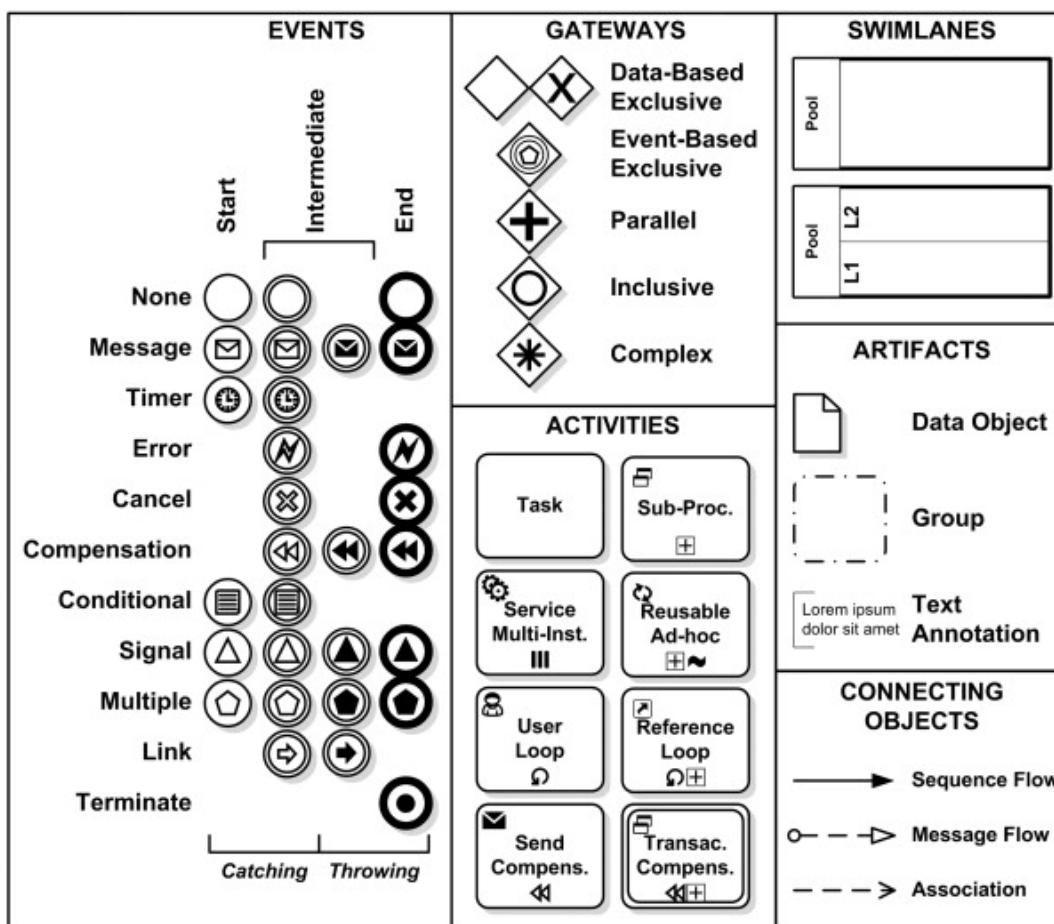 EVENTS
Start
Intermediate
End
None
Message
Timer
Error
Cancel
Compensation
Conditional
Signal
Multiple
Link
Terminate
Catching
Throwing
GATEWAYS
Data-Based
Exclusive
Event-Based
Exclusive
Parallel
Inclusive
Complex
ACTIVITIES
Task
Sub-Proc.
Service
Multi-Inst.
Reusable
Ad-hoc
User
Loop
Reference
Loop
Send
Compens.
Transac.
Compens.
SWIMLANES
Pool
Pool
L2
L1
ARTIFACTS
Data Object
Group
Lorem ipsum
dolor sit amet
Text
Annotation
CONNECTING
OBJECTS
Sequence Flow
Message Flow
Association